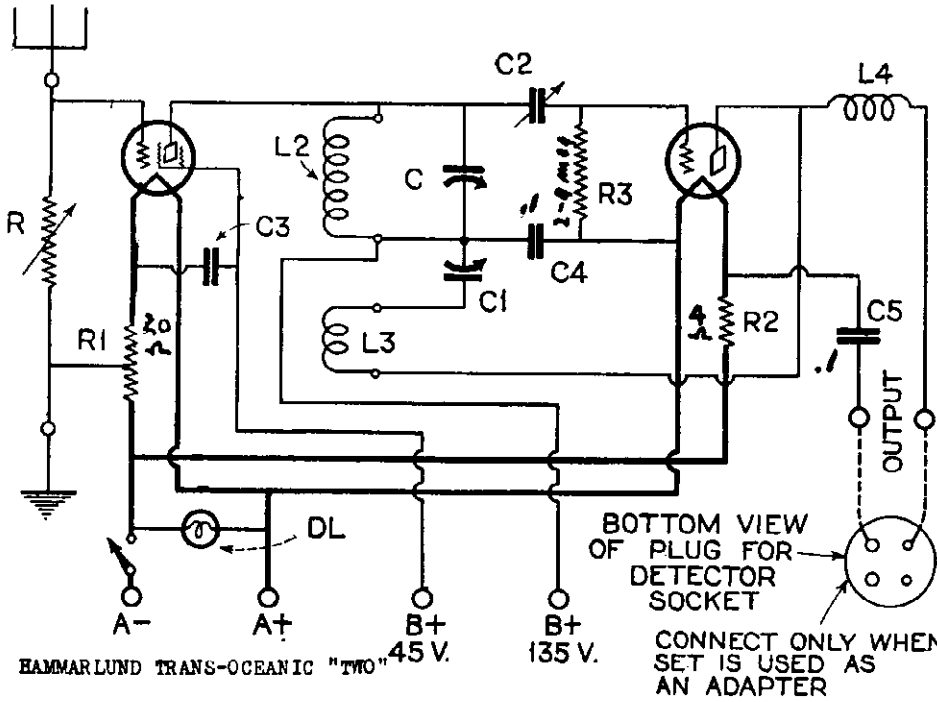 C2
L4
L2
C
R3
2-9 meg
R
C3
.1
C4
C1
R1
20
Ω
L3
4
Ω
R2
C5
.1
OUTPUT
DL
BOTTOM VIEW
OF PLUG FOR
DETECTOR
SOCKET
A-
A+
B+
45 V.
B+
135 V.
CONNECT ONLY WHEN
SET IS USED AS
AN ADAPTER
HAMMARLUND TRANS-OCEANIC "TWO"